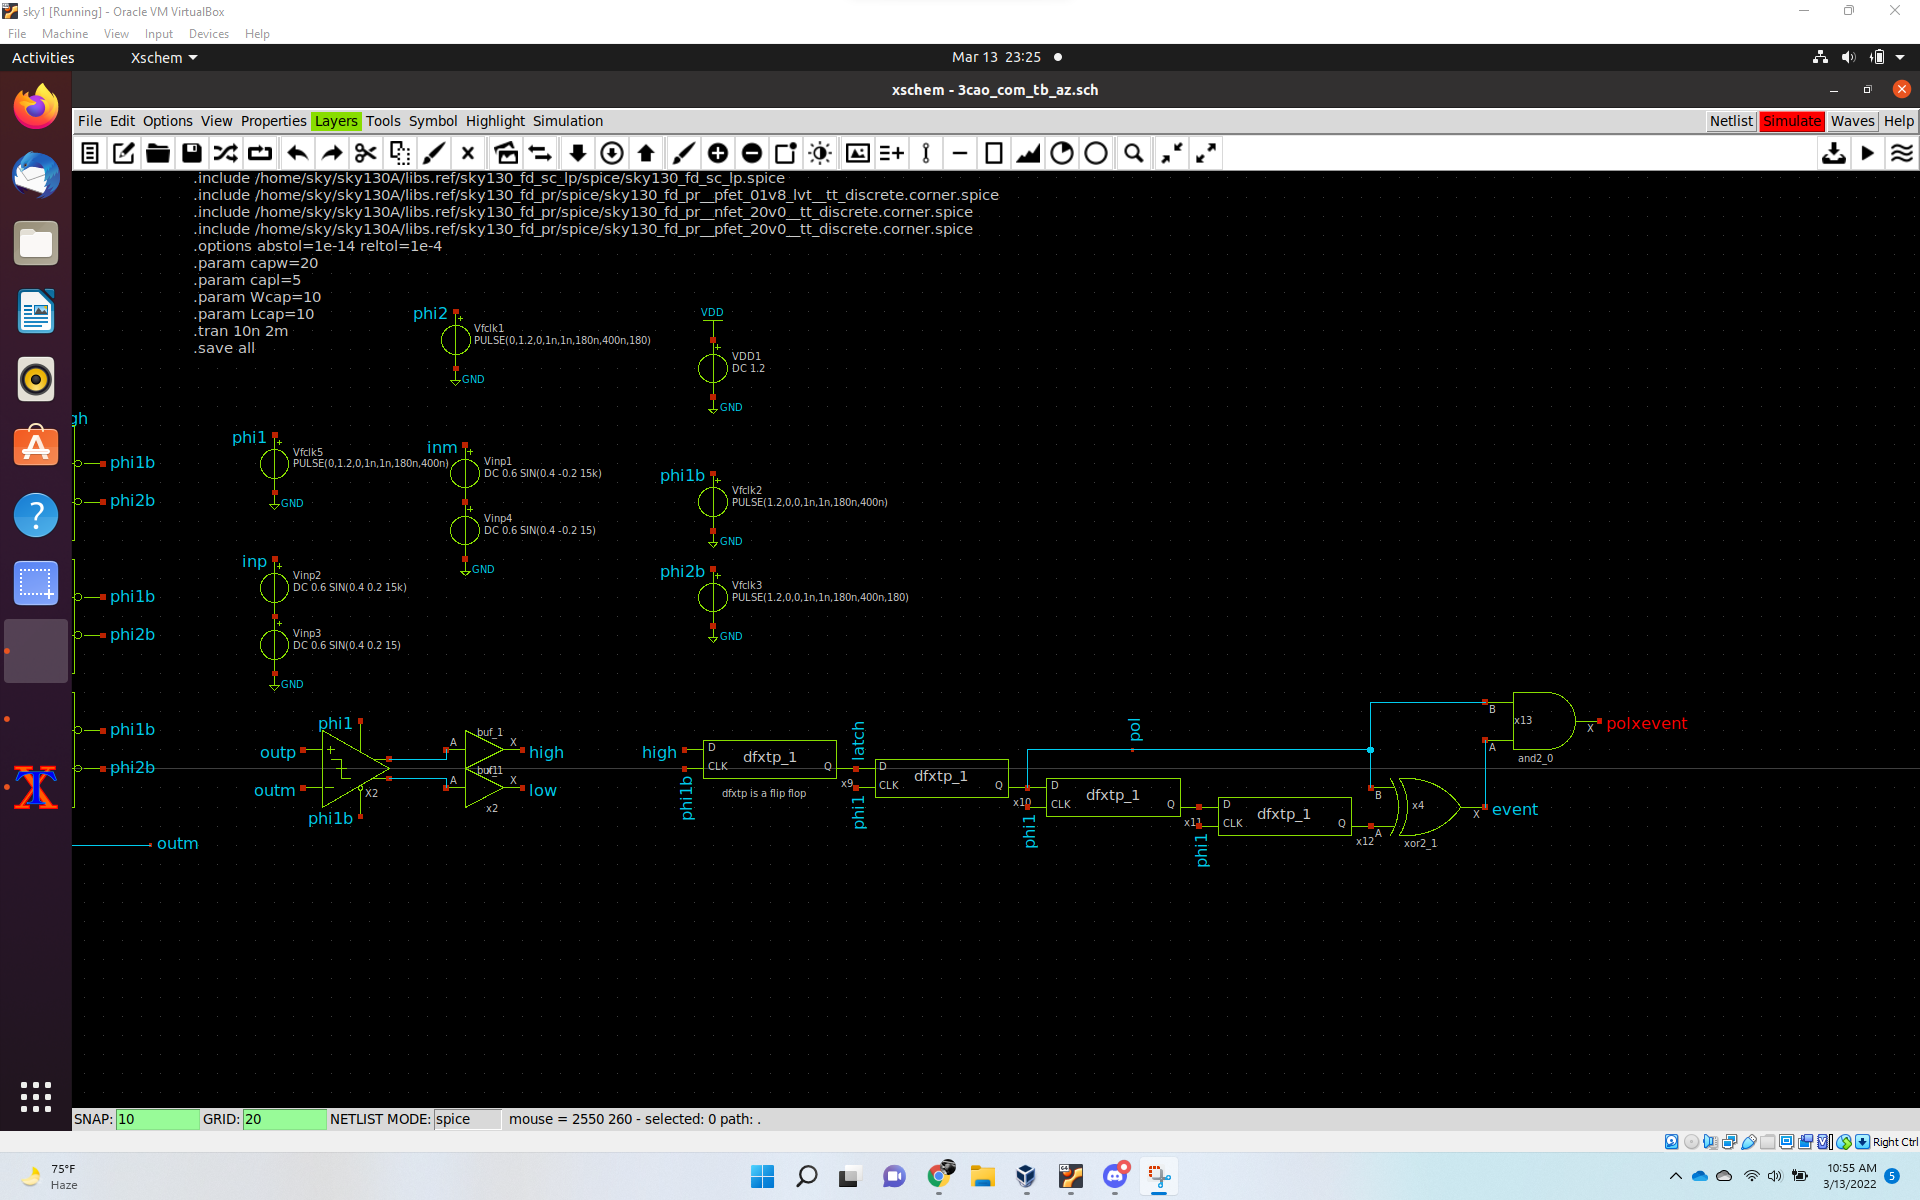 sky1 [Running] - Oracle VM VirtualBox
File Machine View Input Devices Help
Activities Xschem Mar 13 23:25
xschem - 3cao_com_tb_az.sch
File Edit Options View Properties Layers Tools Symbol Highlight Simulation Netlist Simulate Waves Help
.include /home/sky/sky130A/libs.ref/sky130_fd_sc_lp/spice/sky130_fd_sc_lp.spice
.include /home/sky/sky130A/libs.ref/sky130_fd_pr/spice/sky130_fd_pr__pfet_01v8_lvt__tt_discrete.corner.spice
.include /home/sky/sky130A/libs.ref/sky130_fd_pr/spice/sky130_fd_pr__nfet_20v0__tt_discrete.corner.spice
.include /home/sky/sky130A/libs.ref/sky130_fd_pr/spice/sky130_fd_pr__pfet_20v0__tt_discrete.corner.spice
.options abstol=1e-14 reltol=1e-4
.param capw=20
.param capl=5
.param Wcap=10
.param Lcap=10
.tran 10n 2m
.save all
phi2
Vfclk1
PULSE(0,1.2,0,1n,1n,180n,400n,180)
GND
VDD
VDD1
DC 1.2
GND
gh
phi1b
phi2b
phi1
Vfclk5
PULSE(0,1.2,0,1n,1n,180n,400n)
GND
inm
Vinp1
DC 0.6 SIN(0.4 -0.2 15k)
Vinp4
DC 0.6 SIN(0.4 -0.2 15)
GND
phi1b
Vfclk2
PULSE(1.2,0,0,1n,1n,180n,400n)
GND
inp
Vinp2
DC 0.6 SIN(0.4 0.2 15k)
Vinp3
DC 0.6 SIN(0.4 0.2 15)
GND
phi2b
Vfclk3
PULSE(1.2,0,0,1n,1n,180n,400n,180)
GND
phi1b
phi2b
phi1b
phi2b
outm
phi1
outp
outm
phi1b
X2
A buf_1 X high
A X low
x2
high D dfxtp_1 Q
phi1b CLK
x9
dfxtp is a flip flop
latch
D dfxtp_1 Q
phi1 CLK
x10
pol
D dfxtp_1 Q
phi1 CLK
x11
D dfxtp_1 Q
phi1 CLK
x12
B x4 X event
A
xor2_1
B x13 X polxevent
A
and2_0
SNAP: 10 GRID: 20 NETLIST MODE: spice mouse = 2550 260 - selected: 0 path: .
Right Ctrl
75°F
Haze
10:55 AM
3/13/2022
5